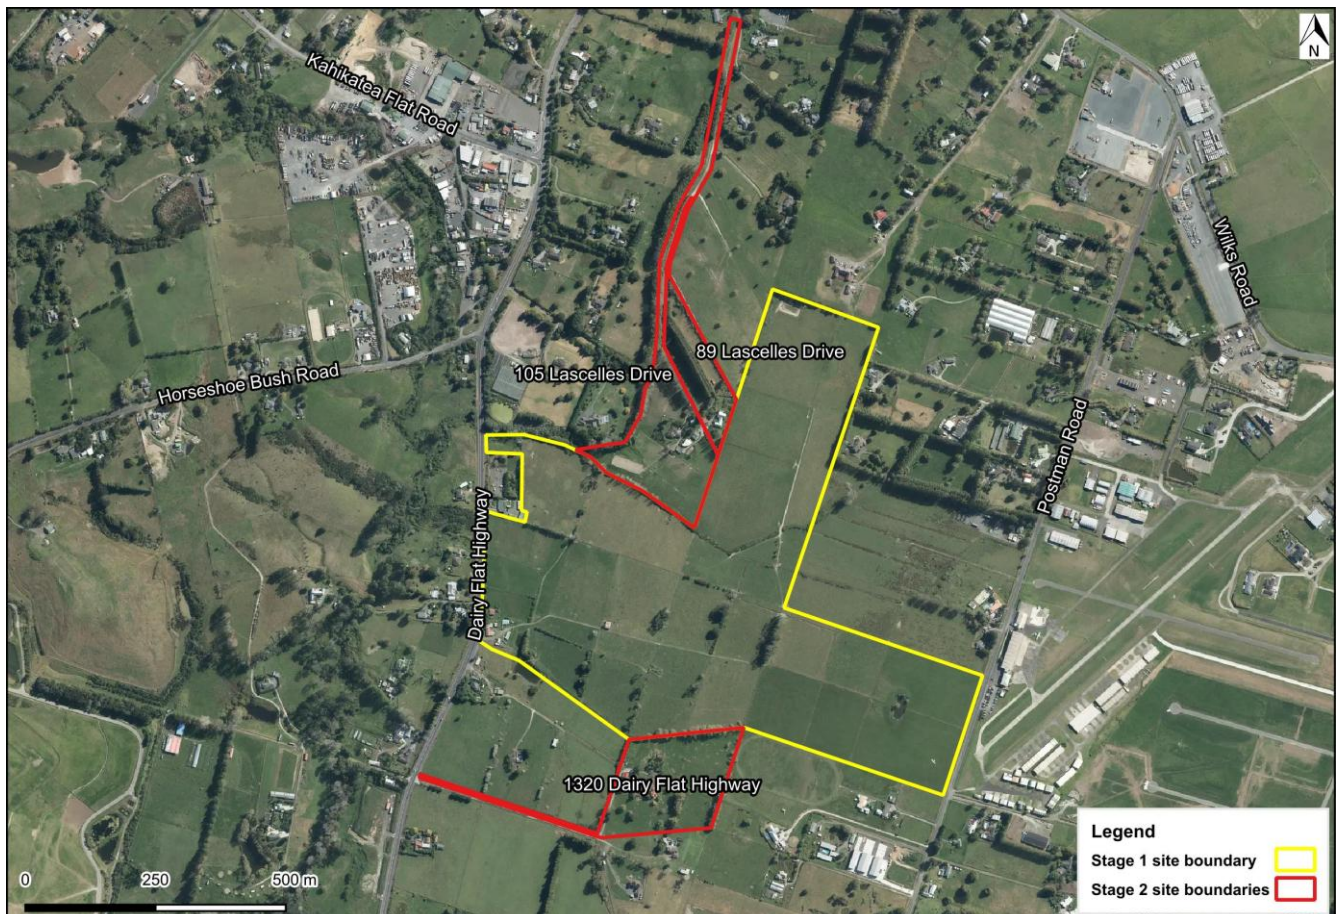 N
Kahikatea Flat Road
Wilks Road
89 Lascelles Drive
105 Lascelles Drive
Horseshoe Bush Road
Postman Road
Dairy Flat Highway
1320 Dairy Flat Highway
Legend
Stage 1 site boundary
Stage 2 site boundaries
0 250 500 m